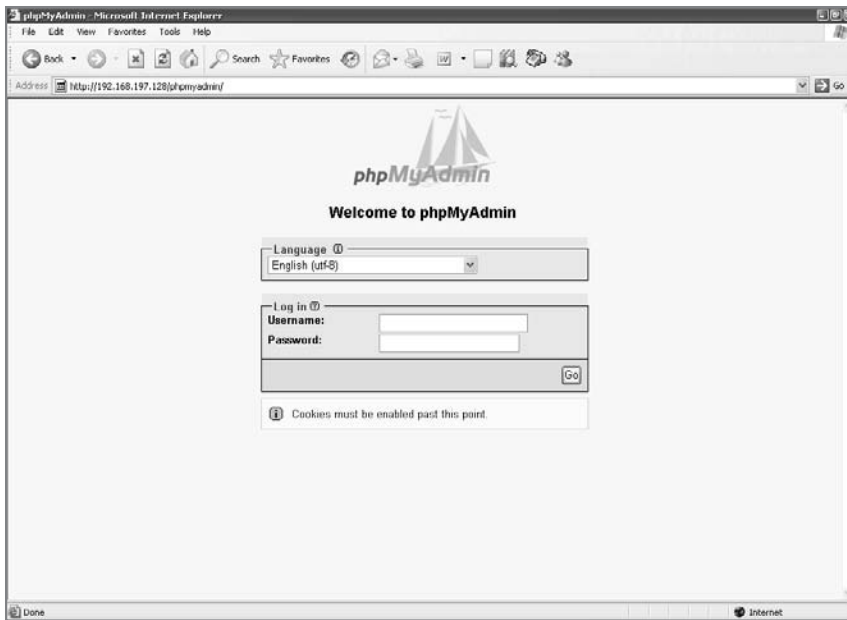 phpMyAdmin - Microsoft Internet Explorer
File Edit View Favorites Tools Help
Back Search Favorites
Address http://192.168.197.128/phpmyadmin/ Go
phpMyAdmin
Welcome to phpMyAdmin
Language
English (utf-8)
Log in
Username:
Password:
Go
Cookies must be enabled past this point.
Done Internet